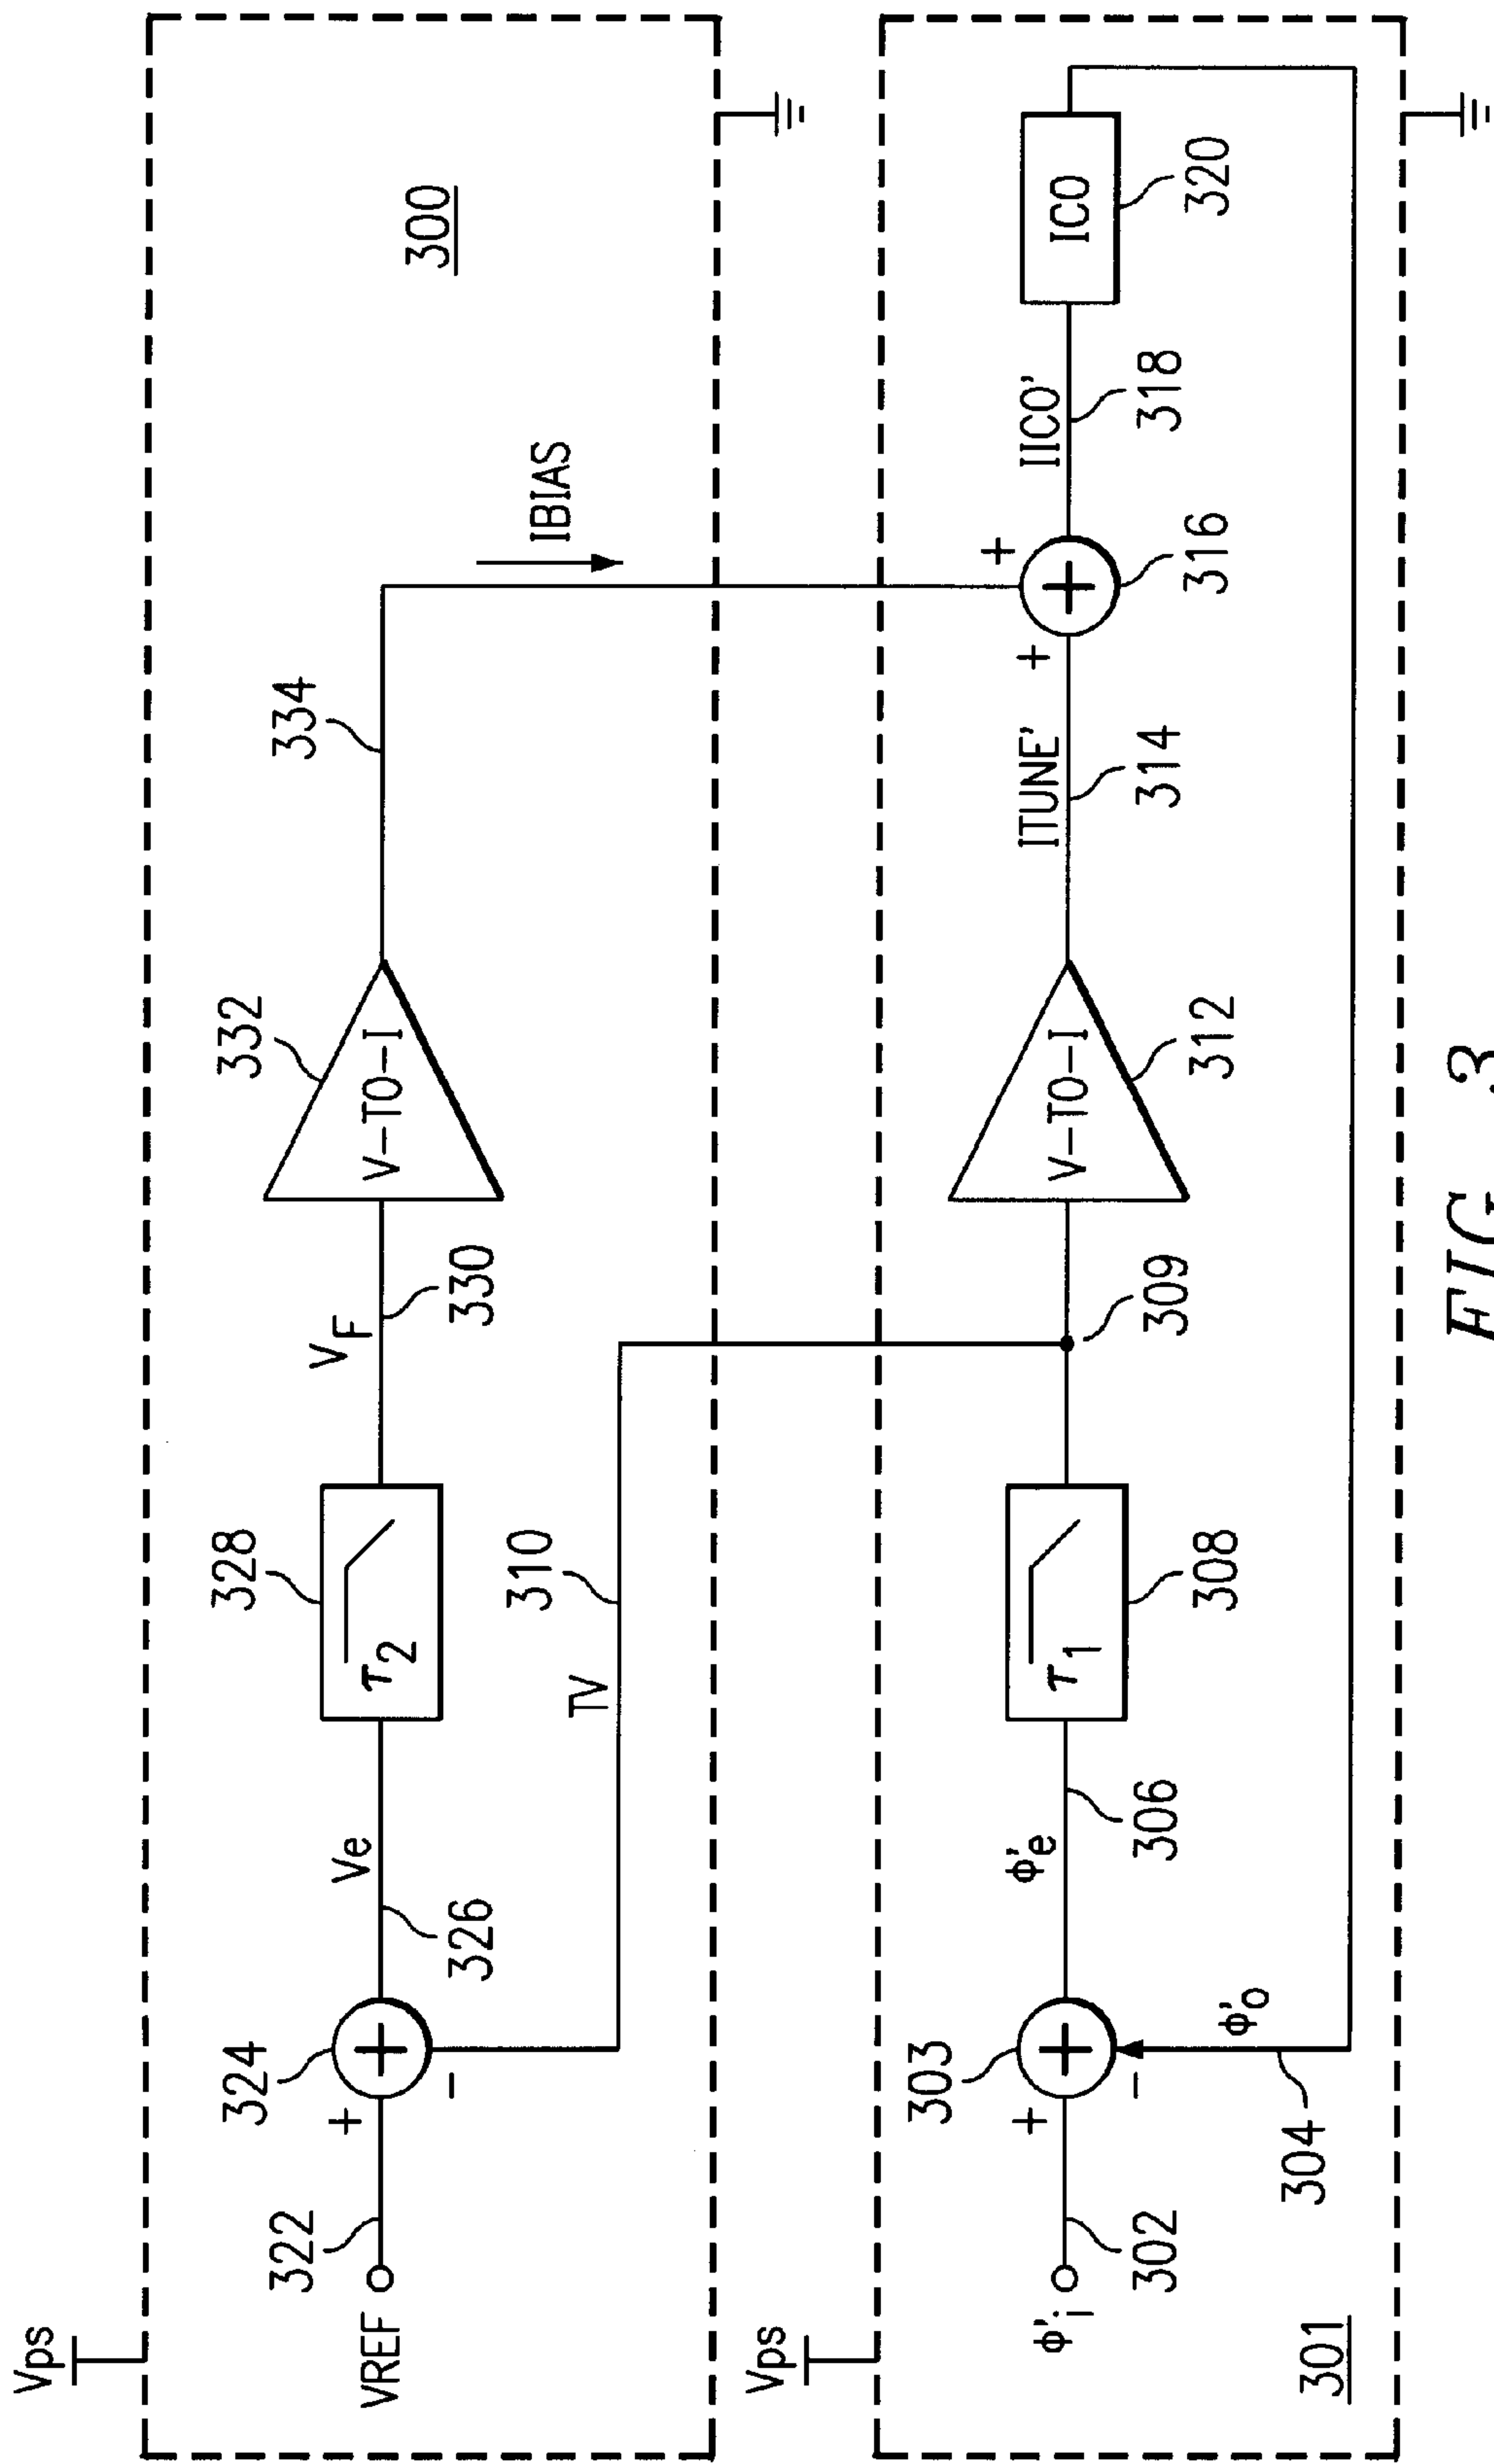 Vps
300
334
IBIAS
332
V-TO-I
V_F
330
328
τ2
Ve
326
324
+
+
-
322
VREF
310
TV
Vps
301
φ'i
302
+
303
+
-
304
φ'o
φ'e
306
308
τ1
309
V-TO-I
312
ITUNE'
314
+
+
+
316
IICO'
318
ICO
320
FIG. 3